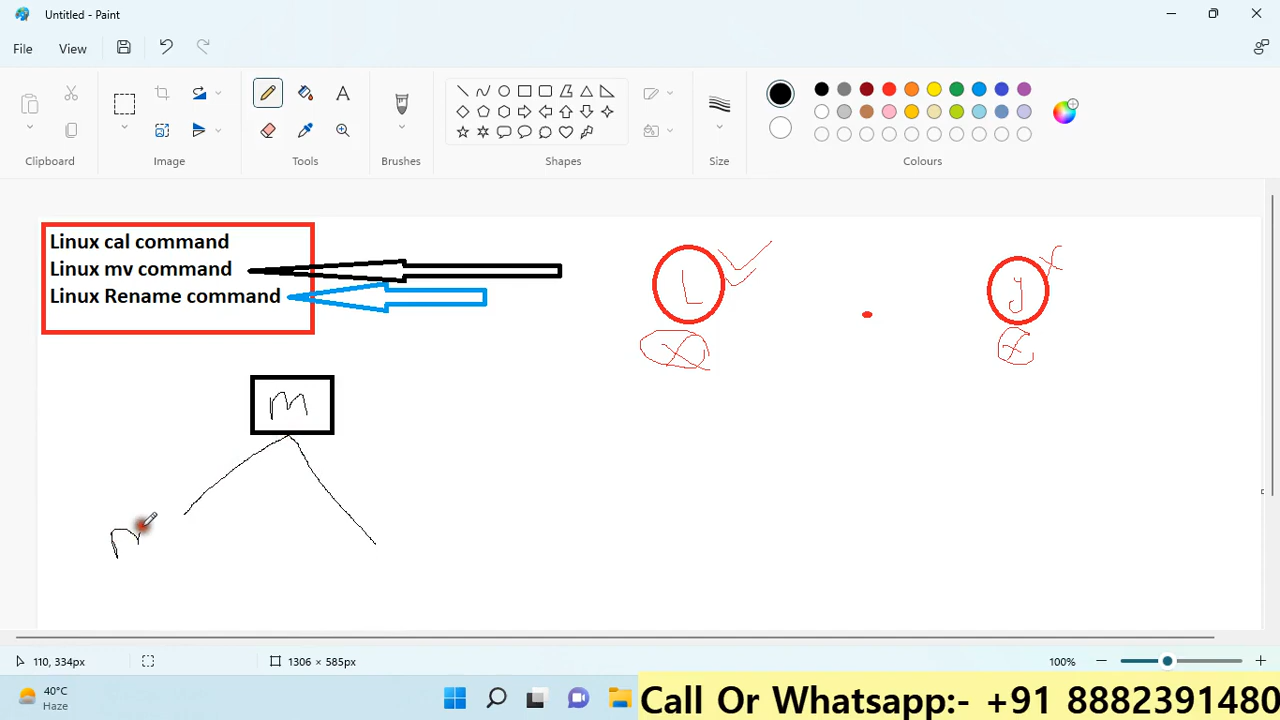 Untitled - Paint
File View
Clipboard Image Tools Brushes Shapes Size Colours
Linux cal command
Linux mv command
Linux Rename command
L
y
m
110, 334px
1306 × 585px
100%
40°C
Haze
Call Or Whatsapp:- +91 8882391480